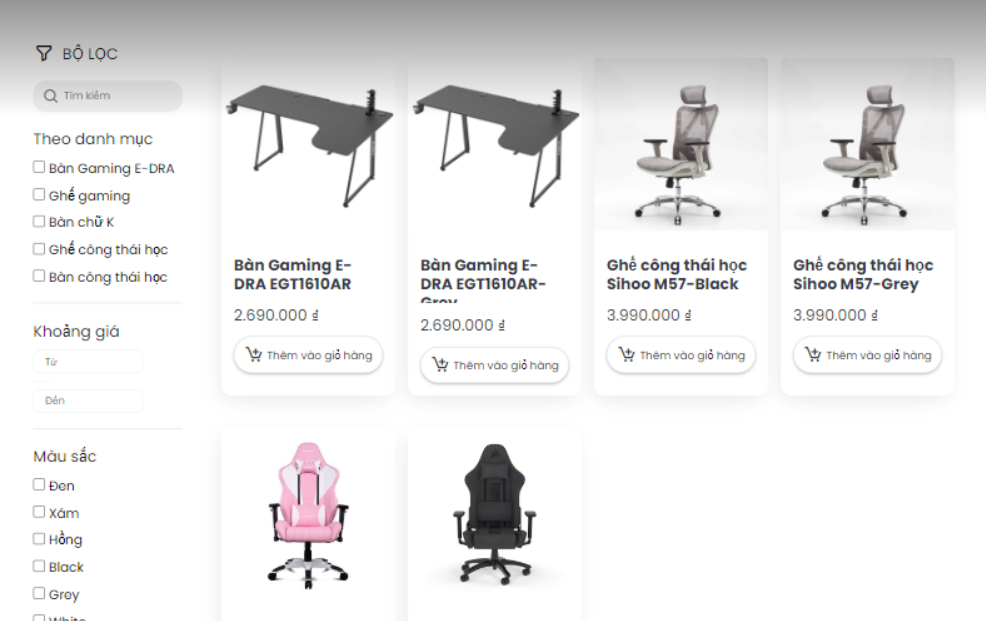 BỘ LỌC
Tìm kiếm
Theo danh mục
Bàn Gaming E-DRA
Ghế gaming
Bàn chữ K
Ghế công thái học
Bàn công thái học
Khoảng giá
Từ
Đến
Màu sắc
Đen
Xám
Hồng
Black
Grey
White
Bàn Gaming E-
DRA EGT1610AR
2.690.000 ₫
Thêm vào giỏ hàng
Bàn Gaming E-
DRA EGT1610AR-
Grey
2.690.000 ₫
Thêm vào giỏ hàng
Ghế công thái học
Sihoo M57-Black
3.990.000 ₫
Thêm vào giỏ hàng
Ghế công thái học
Sihoo M57-Grey
3.990.000 ₫
Thêm vào giỏ hàng